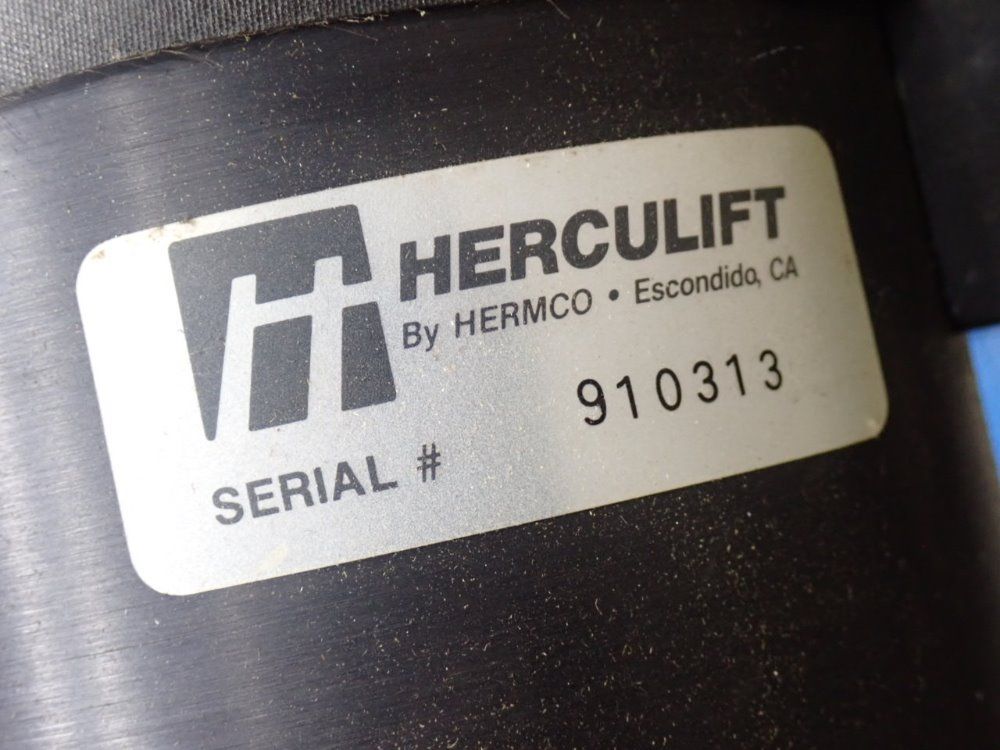 HERCULIFT
By HERMCO • Escondido, CA
SERIAL # 910313